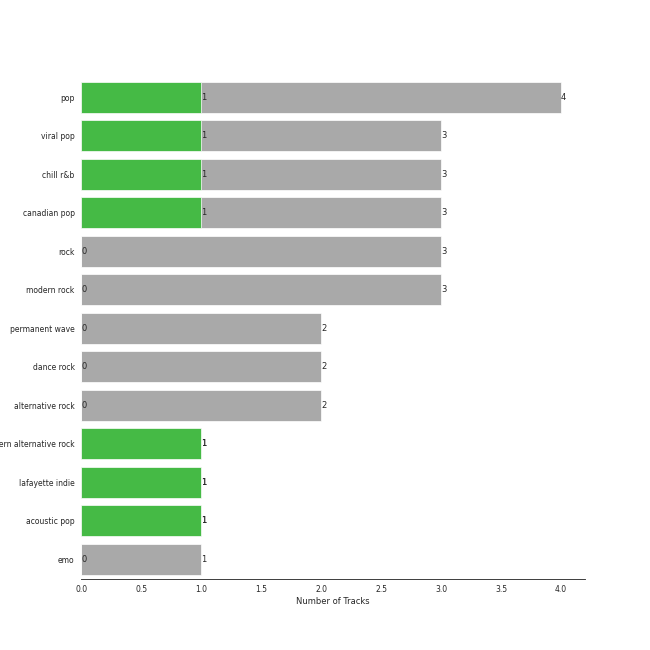 pop 1 4
viral pop 1 3
chill r&b 1 3
canadian pop 1 3
rock 0 3
modern rock 0 3
permanent wave 0 2
dance rock 0 2
alternative rock 0 2
ern alternative rock 1 1
lafayette indie 1 1
acoustic pop 1 1
emo 0 1
0.0 0.5 1.0 1.5 2.0 2.5 3.0 3.5 4.0
Number of Tracks